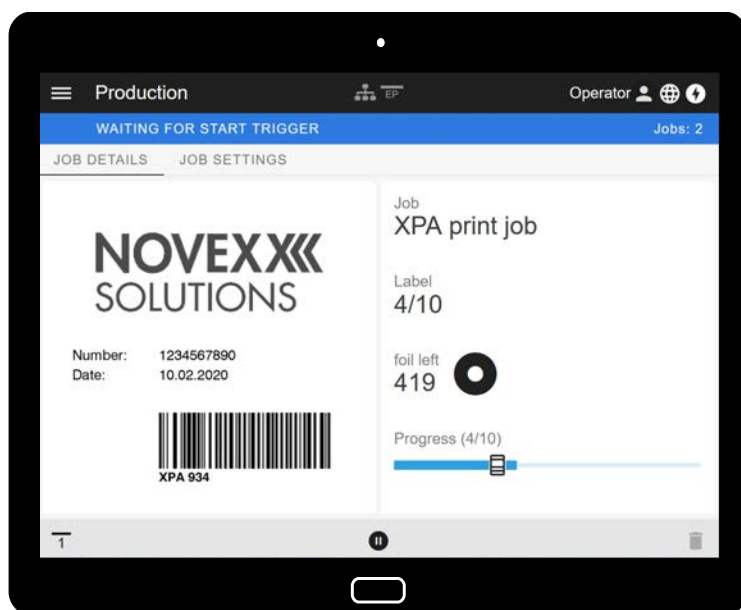 Production
EP
Operator
WAITING FOR START TRIGGER
Jobs: 2
JOB DETAILS
JOB SETTINGS
NOVEXX
SOLUTIONS
Number: 1234567890
Date: 10.02.2020
XPA 934
Job
XPA print job
Label
4/10
foil left
419
Progress (4/10)
1